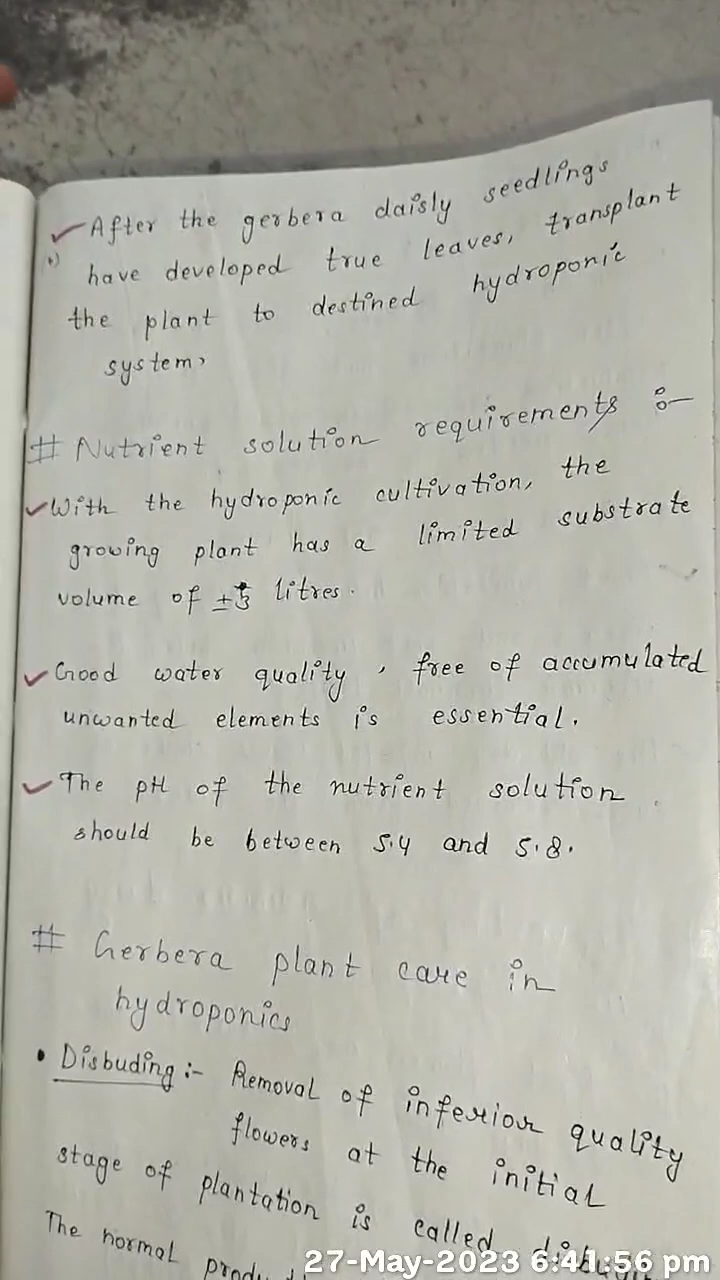 After the gerbera daisly seedlings
have developed true leaves, transplant
the plant to destined hydroponic
system,
# Nutrient solution requirements :-
With the hydroponic cultivation, the
growing plant has a limited substrate
volume of ±3 litres.
Good water quality, free of accumulated
unwanted elements is essential.
The pH of the nutrient solution
should be between 5.4 and 5.8.
# Gerbera plant care in
hydroponics
• Disbuding :- Removal of inferior quality
flowers at the initial
stage of plantation is called
The normal
27-May-2023 6:41:56 pm